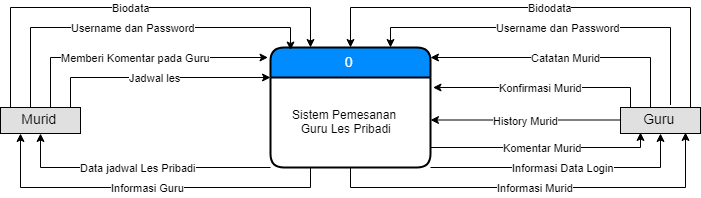 Biodata
Bidodata
Username dan Password
Username dan Password
Memberi Komentar pada Guru
0
Catatan Murid
Jadwal les
Konfirmasi Murid
Murid
Sistem Pemesanan
Guru Les Pribadi
History Murid
Guru
Komentar Murid
Data jadwal Les Pribadi
Informasi Data Login
Informasi Guru
Informasi Murid